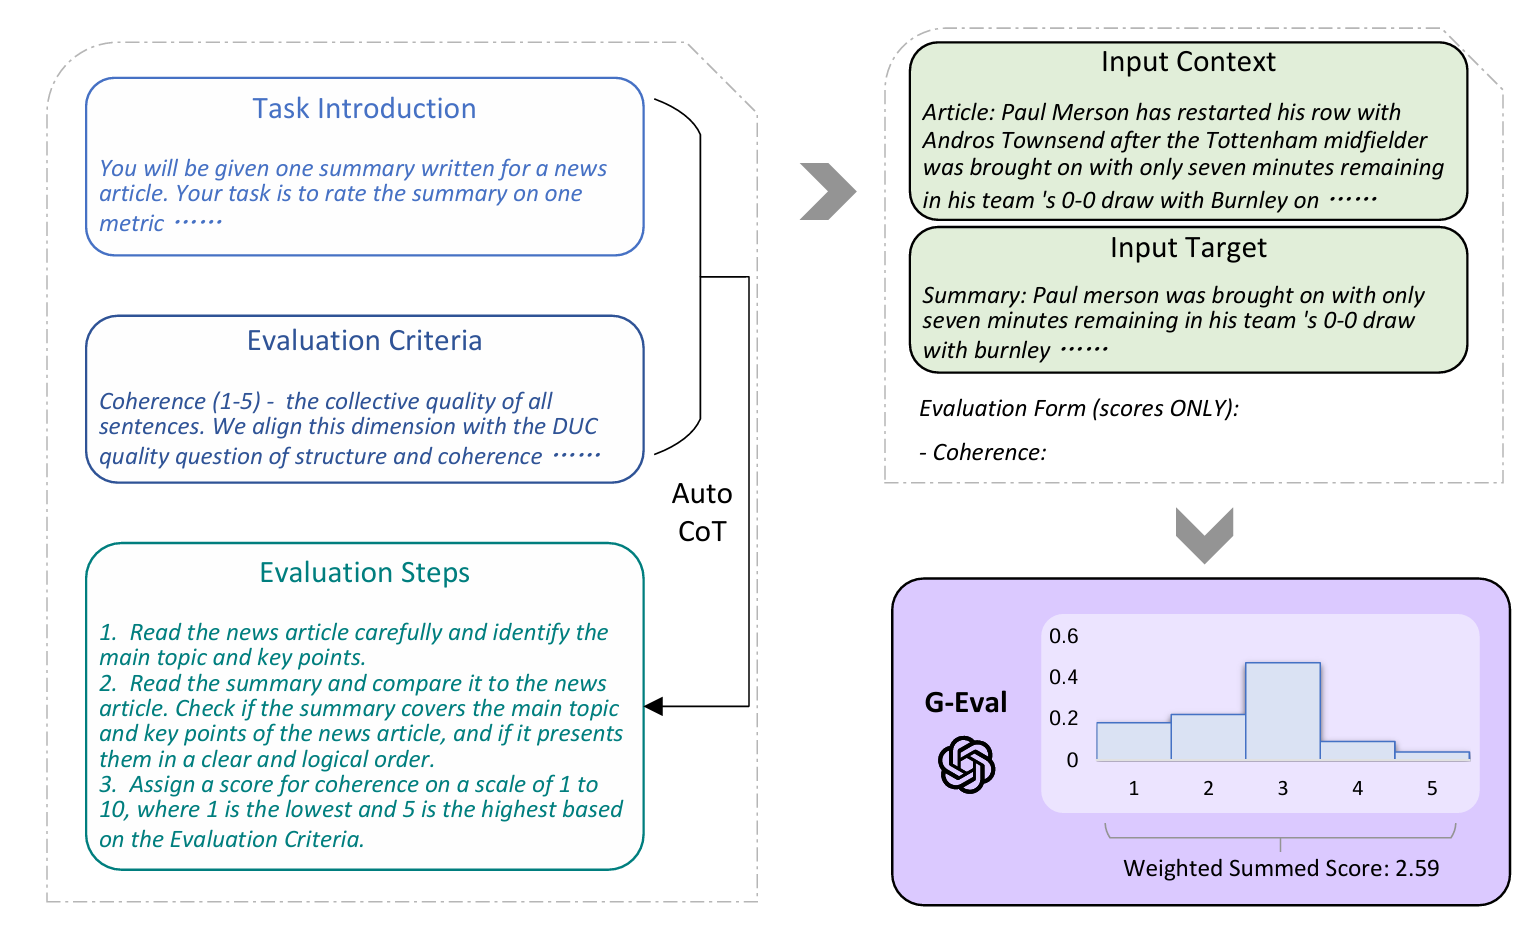 Task Introduction
You will be given one summary written for a news
article. Your task is to rate the summary on one
metric ……
Evaluation Criteria
Coherence (1-5) - the collective quality of all
sentences. We align this dimension with the DUC
quality question of structure and coherence ……
Auto
CoT
Evaluation Steps
1. Read the news article carefully and identify the
main topic and key points.
2. Read the summary and compare it to the news
article. Check if the summary covers the main topic
and key points of the news article, and if it presents
them in a clear and logical order.
3. Assign a score for coherence on a scale of 1 to
10, where 1 is the lowest and 5 is the highest based
on the Evaluation Criteria.
Input Context
Article: Paul Merson has restarted his row with
Andros Townsend after the Tottenham midfielder
was brought on with only seven minutes remaining
in his team 's 0-0 draw with Burnley on ……
Input Target
Summary: Paul merson was brought on with only
seven minutes remaining in his team 's 0-0 draw
with burnley ……
Evaluation Form (scores ONLY):
- Coherence:
G-Eval
0.6
0.4
0.2
0
1 2 3 4 5
Weighted Summed Score: 2.59